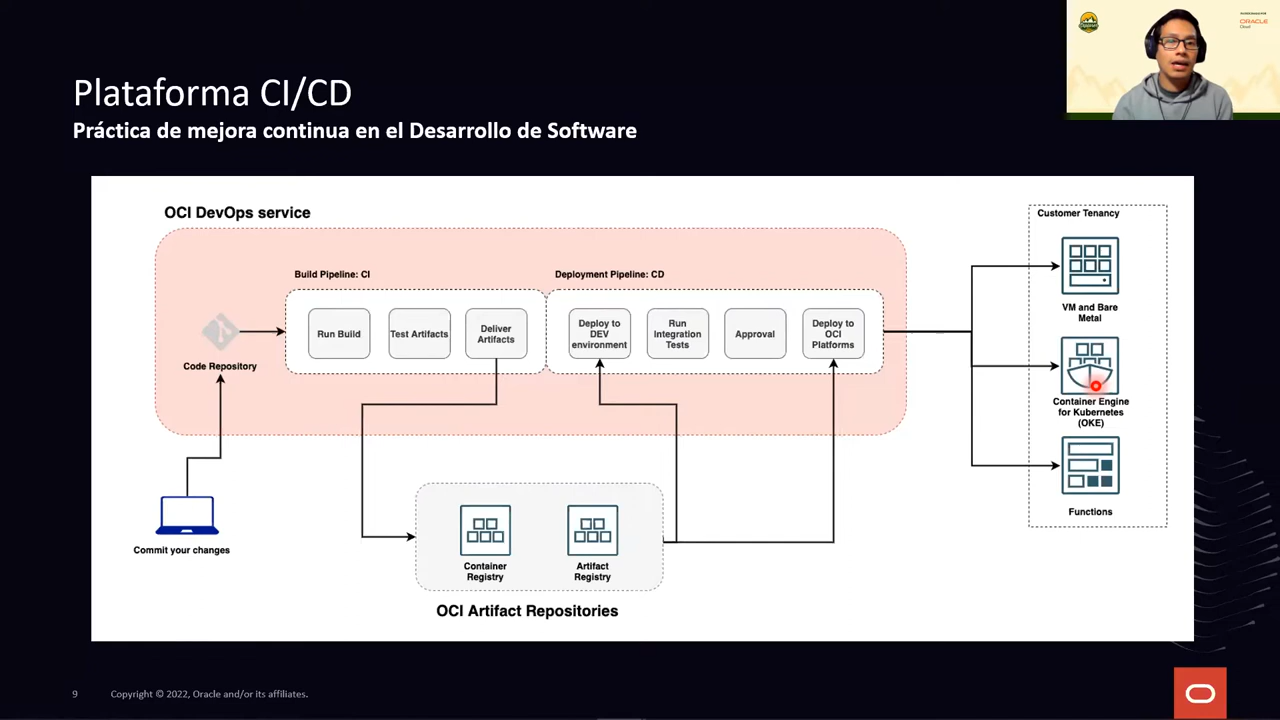 ORACLE
Cloud
Plataforma CI/CD
Práctica de mejora continua en el Desarrollo de Software
OCI DevOps service
Build Pipeline: CI
Deployment Pipeline: CD
Code Repository
Run Build
Test Artifacts
Deliver
Artifacts
Deploy to
DEV
environment
Run
Integration
Tests
Approval
Deploy to
OCI
Platforms
Commit your changes
Container
Registry
Artifact
Registry
OCI Artifact Repositories
Customer Tenancy
VM and Bare
Metal
Container Engine
for Kubernetes
(OKE)
Functions
9
Copyright © 2022, Oracle and/or its affiliates.